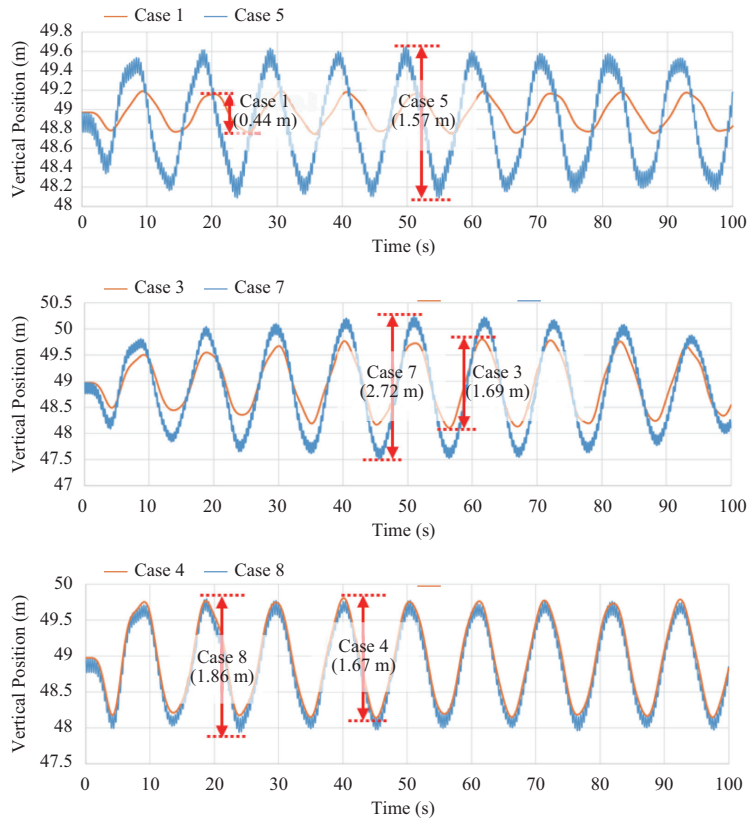 Case 1 Case 5
Vertical Position (m)
49.8
49.6
49.4
49.2
49
48.8
48.6
48.4
48.2
48
Case 1
(0.44 m)
Case 5
(1.57 m)
0 10 20 30 40 50 60 70 80 90 100
Time (s)
Case 3 Case 7
Vertical Position (m)
50.5
50
49.5
49
48.5
48
47.5
47
Case 7
(2.72 m)
Case 3
(1.69 m)
0 10 20 30 40 50 60 70 80 90 100
Time (s)
Case 4 Case 8
Vertical Position (m)
50
49.5
49
48.5
48
47.5
Case 8
(1.86 m)
Case 4
(1.67 m)
0 10 20 30 40 50 60 70 80 90 100
Time (s)